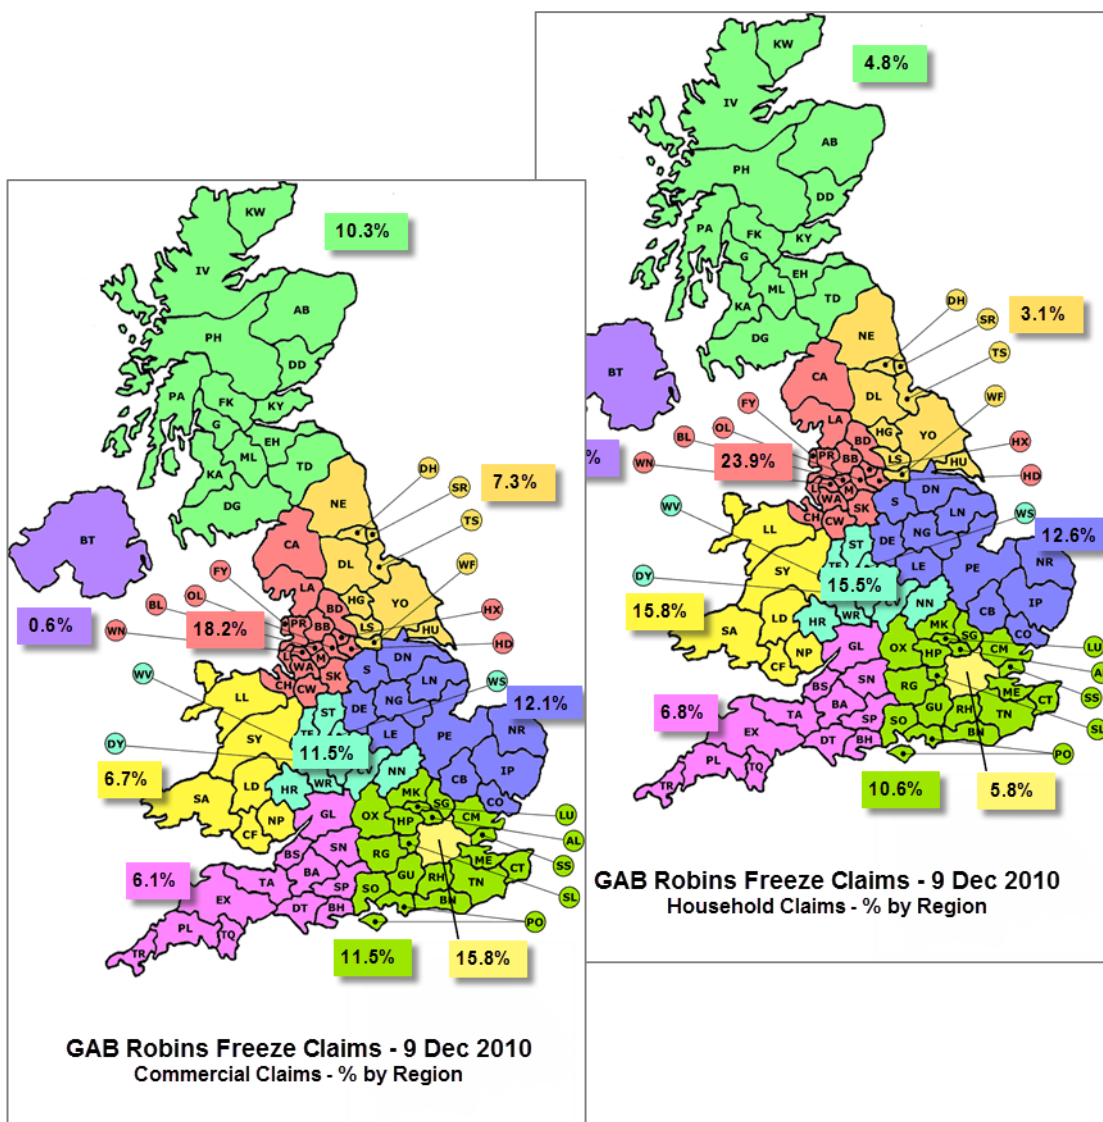 KW
4.8%
IV
AB
PH
DD
PA
FK
KY
G
EH
ML
KA
TD
DG
DH
SR
3.1%
NE
TS
BT
CA
DL
WF
FY
LA
HG
YO
OL
BD
BL
PR
BB
LS
HX
HU
WN
23.9%
HD
%
WA
M
SK
CH
CW
S
DN
LN
WV
LL
ST
DE
NG
WS
12.6%
SY
LE
PE
NR
DY
15.5%
15.8%
NN
CB
IP
SA
LD
HR
WR
CO
MK
NP
CF
GL
OX
HP
SG
CM
LU
SN
BS
RG
ME
CT
SS
BA
GU
RH
TN
6.8%
TA
SP
SO
BN
SL
EX
DT
BH
PO
PL
TQ
TR
10.6%
5.8%
GAB Robins Freeze Claims - 9 Dec 2010
Household Claims - % by Region
KW
10.3%
IV
AB
PH
DD
PA
FK
KY
G
EH
ML
KA
TD
DG
DH
SR
7.3%
NE
TS
BT
CA
DL
WF
FY
LA
HG
YO
OL
BD
BL
PR
BB
LS
HX
HU
0.6%
WN
18.2%
HD
WA
M
SK
CH
CW
S
DN
LN
WV
LL
ST
DE
NG
WS
12.1%
SY
LE
PE
NR
DY
11.5%
6.7%
NN
CB
IP
SA
LD
HR
WR
CO
MK
NP
CF
GL
OX
HP
SG
CM
LU
AL
SN
BS
RG
ME
CT
SS
BA
GU
RH
TN
6.1%
TA
SP
SO
BN
SL
EX
DT
BH
PO
PL
TQ
TR
11.5%
15.8%
GAB Robins Freeze Claims - 9 Dec 2010
Commercial Claims - % by Region